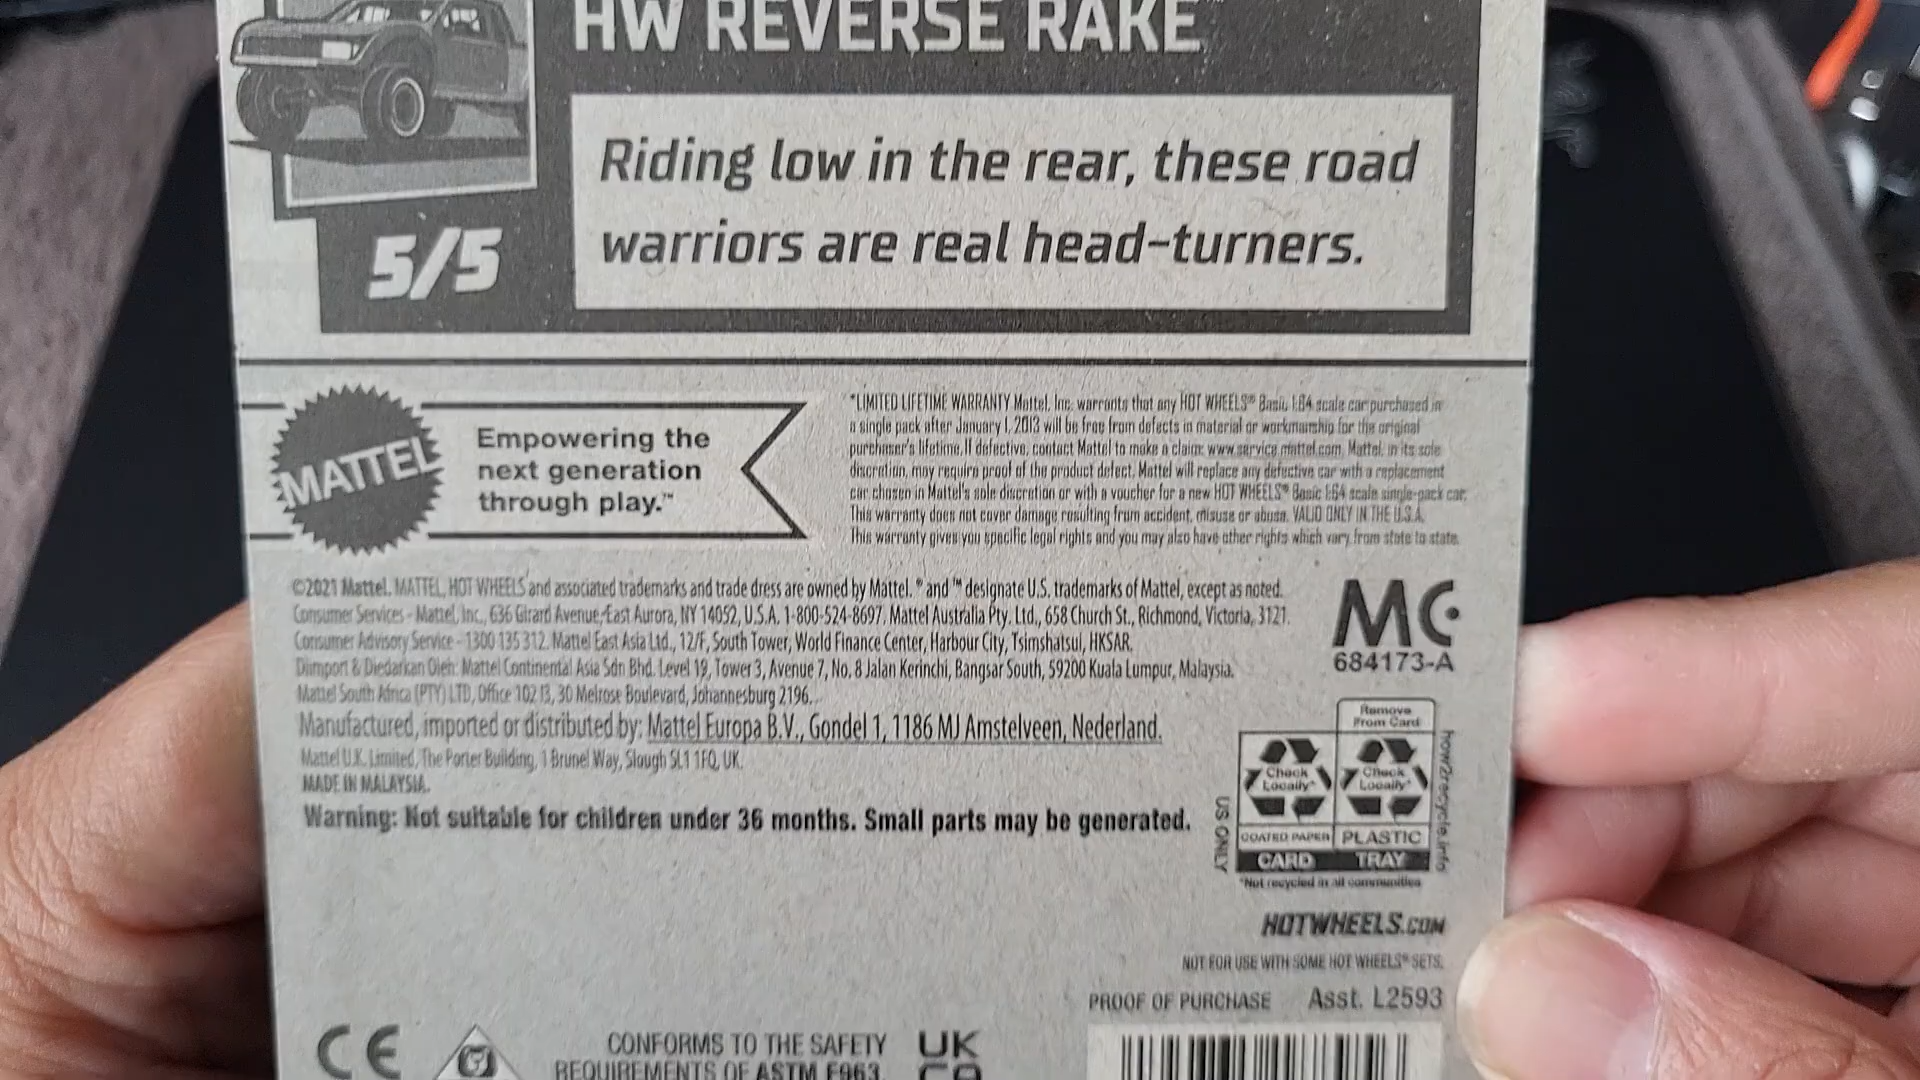 HW REVERSE RAKE™
Riding low in the rear, these road
warriors are real head-turners.
5/5
MATTEL
Empowering the
next generation
through play.™
*LIMITED LIFETIME WARRANTY Mattel, Inc. warrants that any HOT WHEELS® Basic 1:64 scale car purchased in
a single pack after January 1, 2013 will be free from defects in material or workmanship for the original
purchaser's lifetime. If defective, contact Mattel to make a claim: www.service.mattel.com. Mattel, in its sole
discretion, may require proof of the product defect. Mattel will replace any defective car with a replacement
car chosen in Mattel's sole discretion or with a voucher for a new HOT WHEELS® Basic 1:64 scale single-pack car.
This warranty does not cover damage resulting from accident, misuse or abuse. VALID ONLY IN THE U.S.A.
This warranty gives you specific legal rights and you may also have other rights which vary from state to state.
©2021 Mattel. MATTEL, HOT WHEELS and associated trademarks and trade dress are owned by Mattel. ® and ™ designate U.S. trademarks of Mattel, except as noted.
Consumer Services - Mattel, Inc., 636 Girard Avenue, East Aurora, NY 14052, U.S.A. 1-800-524-8697. Mattel Australia Pty. Ltd., 658 Church St., Richmond, Victoria, 3121.
Consumer Advisory Service - 1300 135 312. Mattel East Asia Ltd., 12/F, South Tower, World Finance Center, Harbour City, Tsimshatsui, HKSAR.
Diimport & Diedarkan Oleh: Mattel Continental Asia Sdn Bhd. Level 19, Tower 3, Avenue 7, No. 8 Jalan Kerinchi, Bangsar South, 59200 Kuala Lumpur, Malaysia.
Mattel South Africa (PTY) LTD, Office 102 I3, 30 Melrose Boulevard, Johannesburg 2196.
Manufactured, imported or distributed by: Mattel Europa B.V., Gondel 1, 1186 MJ Amstelveen, Nederland.
Mattel U.K. Limited, The Porter Building, 1 Brunel Way, Slough SL1 1FQ, UK.
MADE IN MALAYSIA.
Warning: Not suitable for children under 36 months. Small parts may be generated.
MC
684173-A
Remove
From Card
Check
Locally*
Check
Locally*
COATED PAPER
PLASTIC
CARD
TRAY
US ONLY
how2recycle.info
*Not recycled in all communities
HOTWHEELS.COM
NOT FOR USE WITH SOME HOT WHEELS® SETS.
PROOF OF PURCHASE Asst. L2593
CE
CONFORMS TO THE SAFETY
REQUIREMENTS OF ASTM F963.
UK
CA